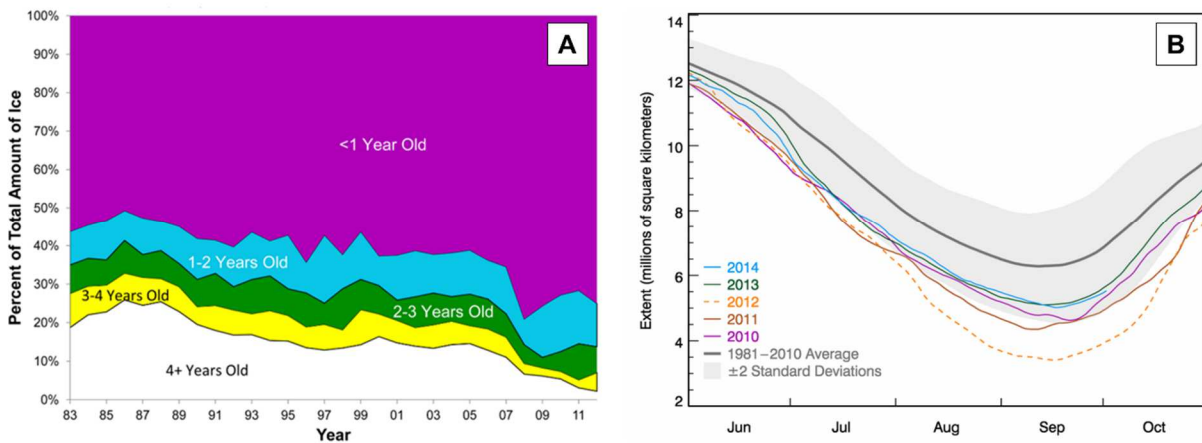 A
Percent of Total Amount of Ice
100%
90%
80%
70%
60%
50%
40%
30%
20%
10%
0%
<1 Year Old
1-2 Years Old
2-3 Years Old
3-4 Years Old
4+ Years Old
83 85 87 89 91 93 95 97 99 01 03 05 07 09 11
Year
B
Extent (millions of square kilometers)
14
12
10
8
6
4
2
2014
2013
2012
2011
2010
1981–2010 Average
±2 Standard Deviations
Jun Jul Aug Sep Oct